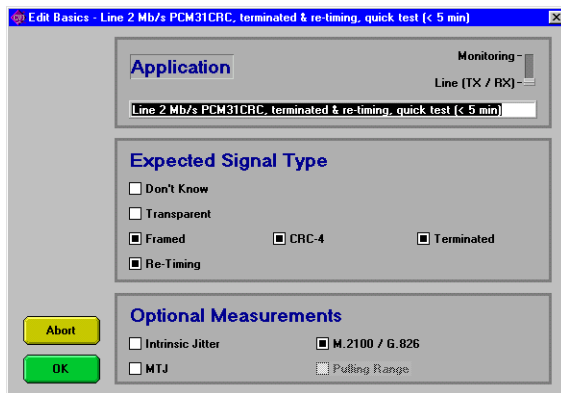 Edit Basics - Line 2 Mb/s PCM31CRC, terminated & re-timing, quick test (< 5 min)
Application
Monitoring
Line (TX / RX)
Line 2 Mb/s PCM31CRC, terminated & re-timing, quick test (< 5 min)
Expected Signal Type
Don't Know
Transparent
Framed CRC-4 Terminated
Re-Timing
Optional Measurements
Intrinsic Jitter M.2100 / G.826
MTJ Pulling Range
Abort
OK